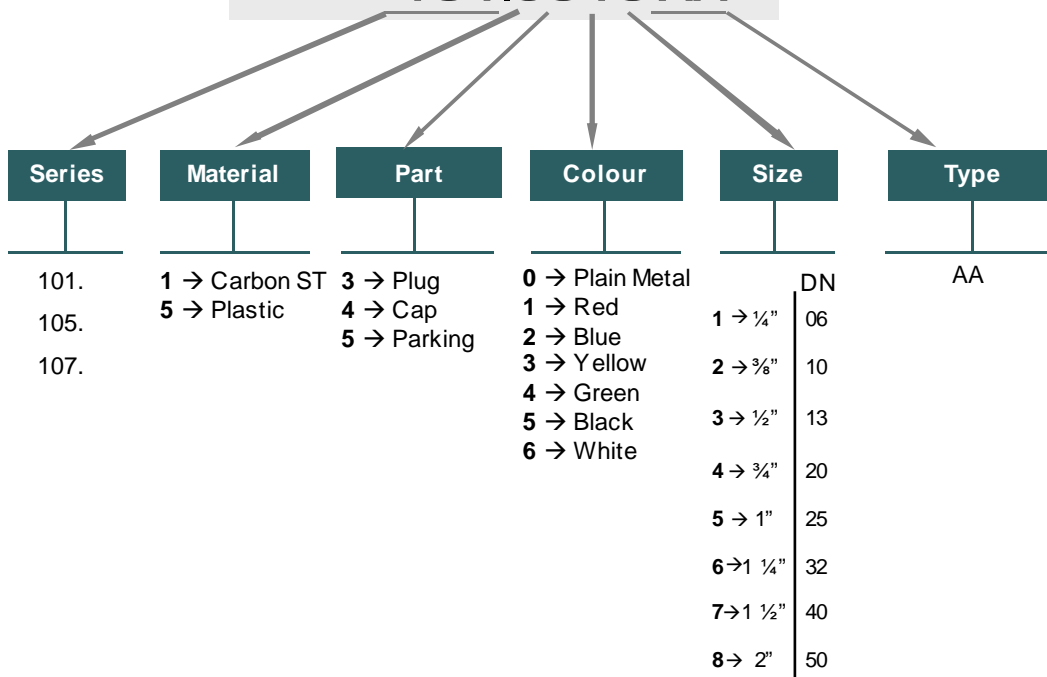 Series
Material
Part
Colour
Size
Type
101.
105.
107.
1 → Carbon ST
5 → Plastic
3 → Plug
4 → Cap
5 → Parking
0 → Plain Metal
1 → Red
2 → Blue
3 → Yellow
4 → Green
5 → Black
6 → White
DN
1 → ¼” 06
2 → ⅜” 10
3 → ½” 13
4 → ¾” 20
5 → 1” 25
6→1 ¼” 32
7→1 ½” 40
8→ 2” 50
AA